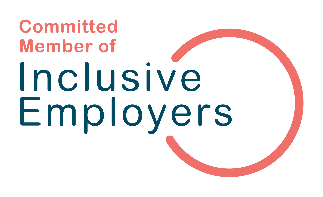 Committed
Member of
Inclusive
Employers